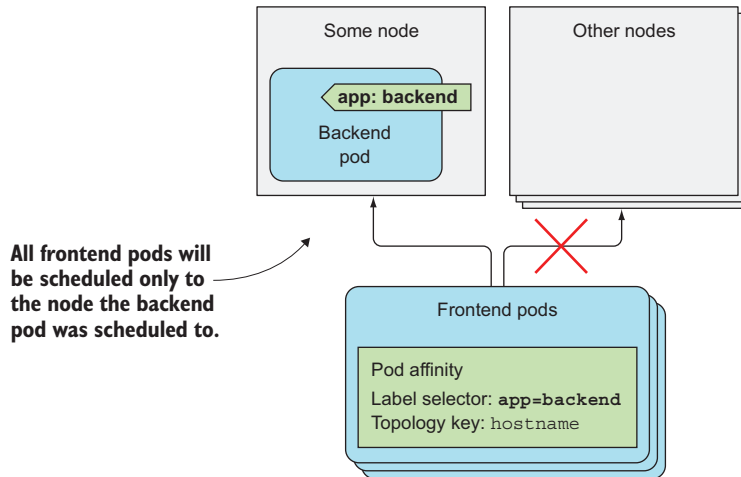 Some node
Other nodes
app: backend
Backend
pod
All frontend pods will
be scheduled only to
the node the backend
pod was scheduled to.
Frontend pods
Pod affinity
Label selector: app=backend
Topology key: hostname